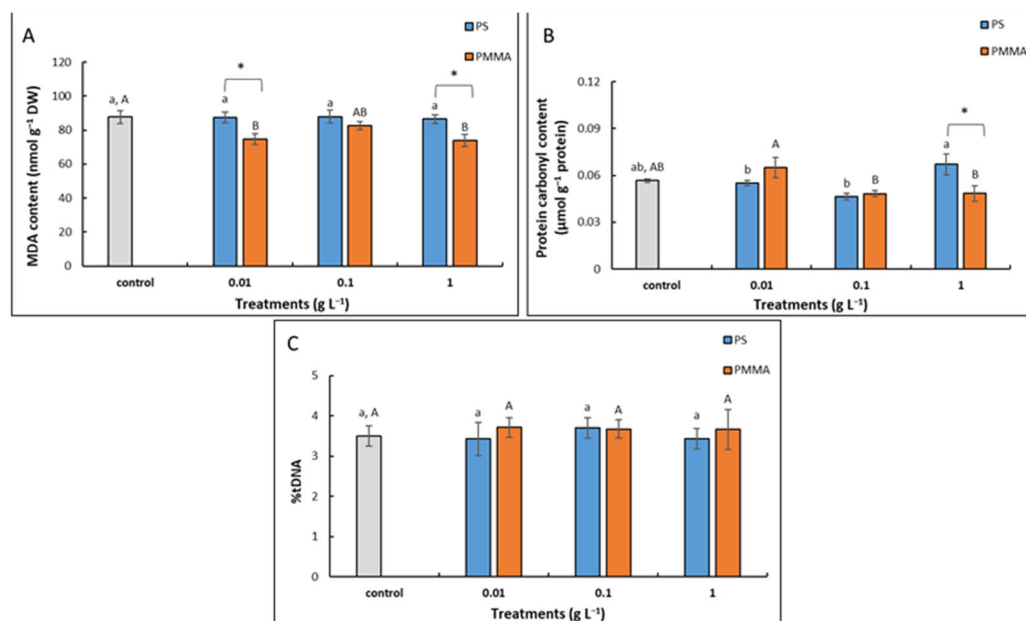 A
PS
PMMA
MDA content (nmol g⁻¹ DW)
120
100
80
60
40
20
0
a, A
*
a
B
a
AB
*
a
B
control
0.01
0.1
1
Treatments (g L⁻¹)
B
PS
PMMA
Protein carbonyl content
(µmol g⁻¹ protein)
0.12
0.09
0.06
0.03
0
ab, AB
b
A
b
B
*
a
B
control
0.01
0.1
1
Treatments (g L⁻¹)
C
PS
PMMA
%tDNA
5
4
3
2
1
0
a, A
a
A
a
A
a
A
control
0.01
0.1
1
Treatments (g L⁻¹)